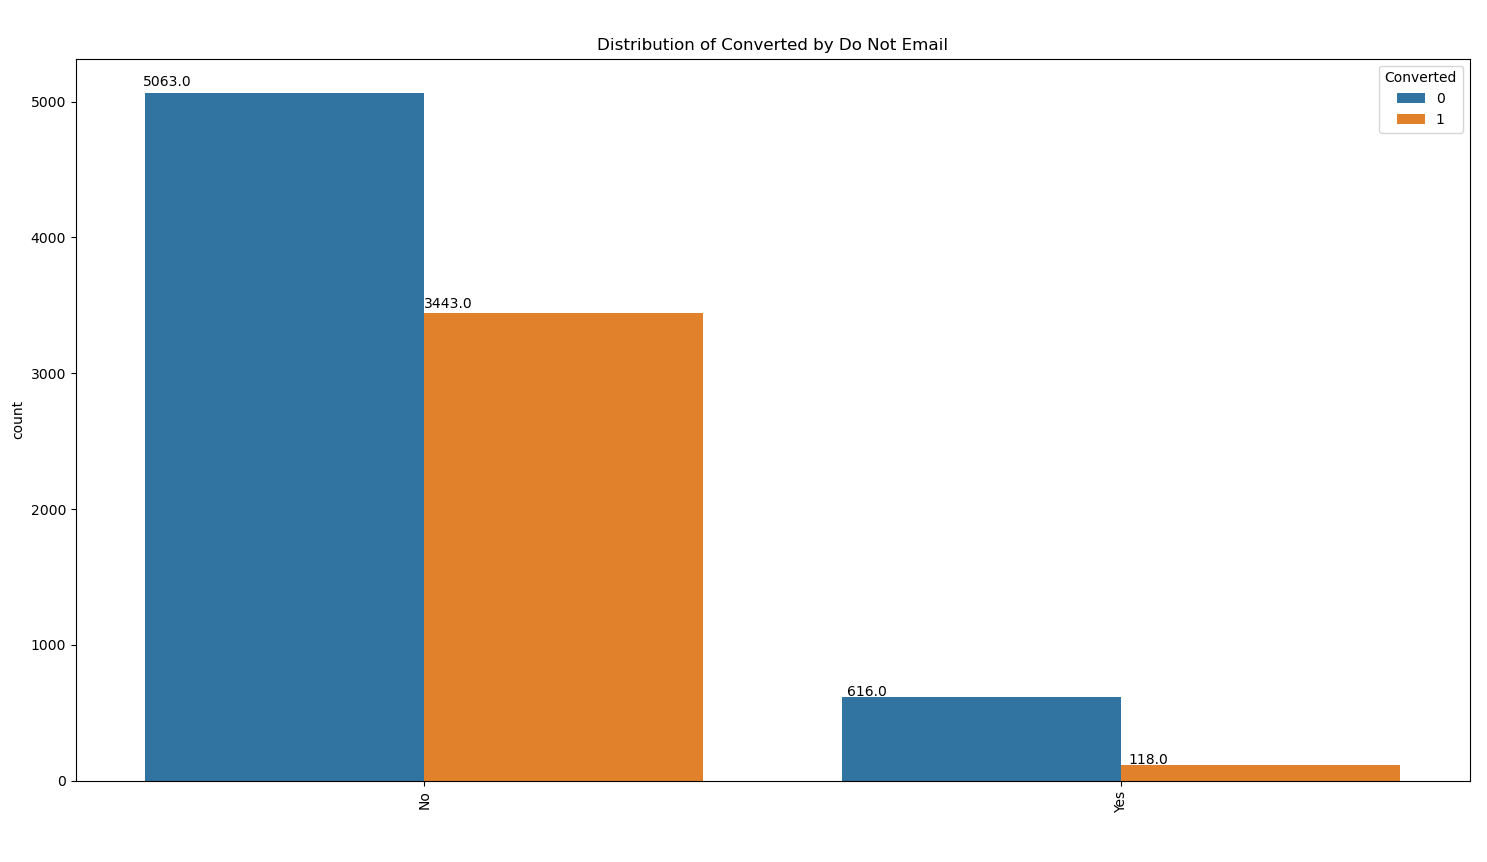 Distribution of Converted by Do Not Email
Converted
0
1
5063.0
3443.0
616.0
118.0
5000
4000
3000
2000
1000
0
count
No
Yes